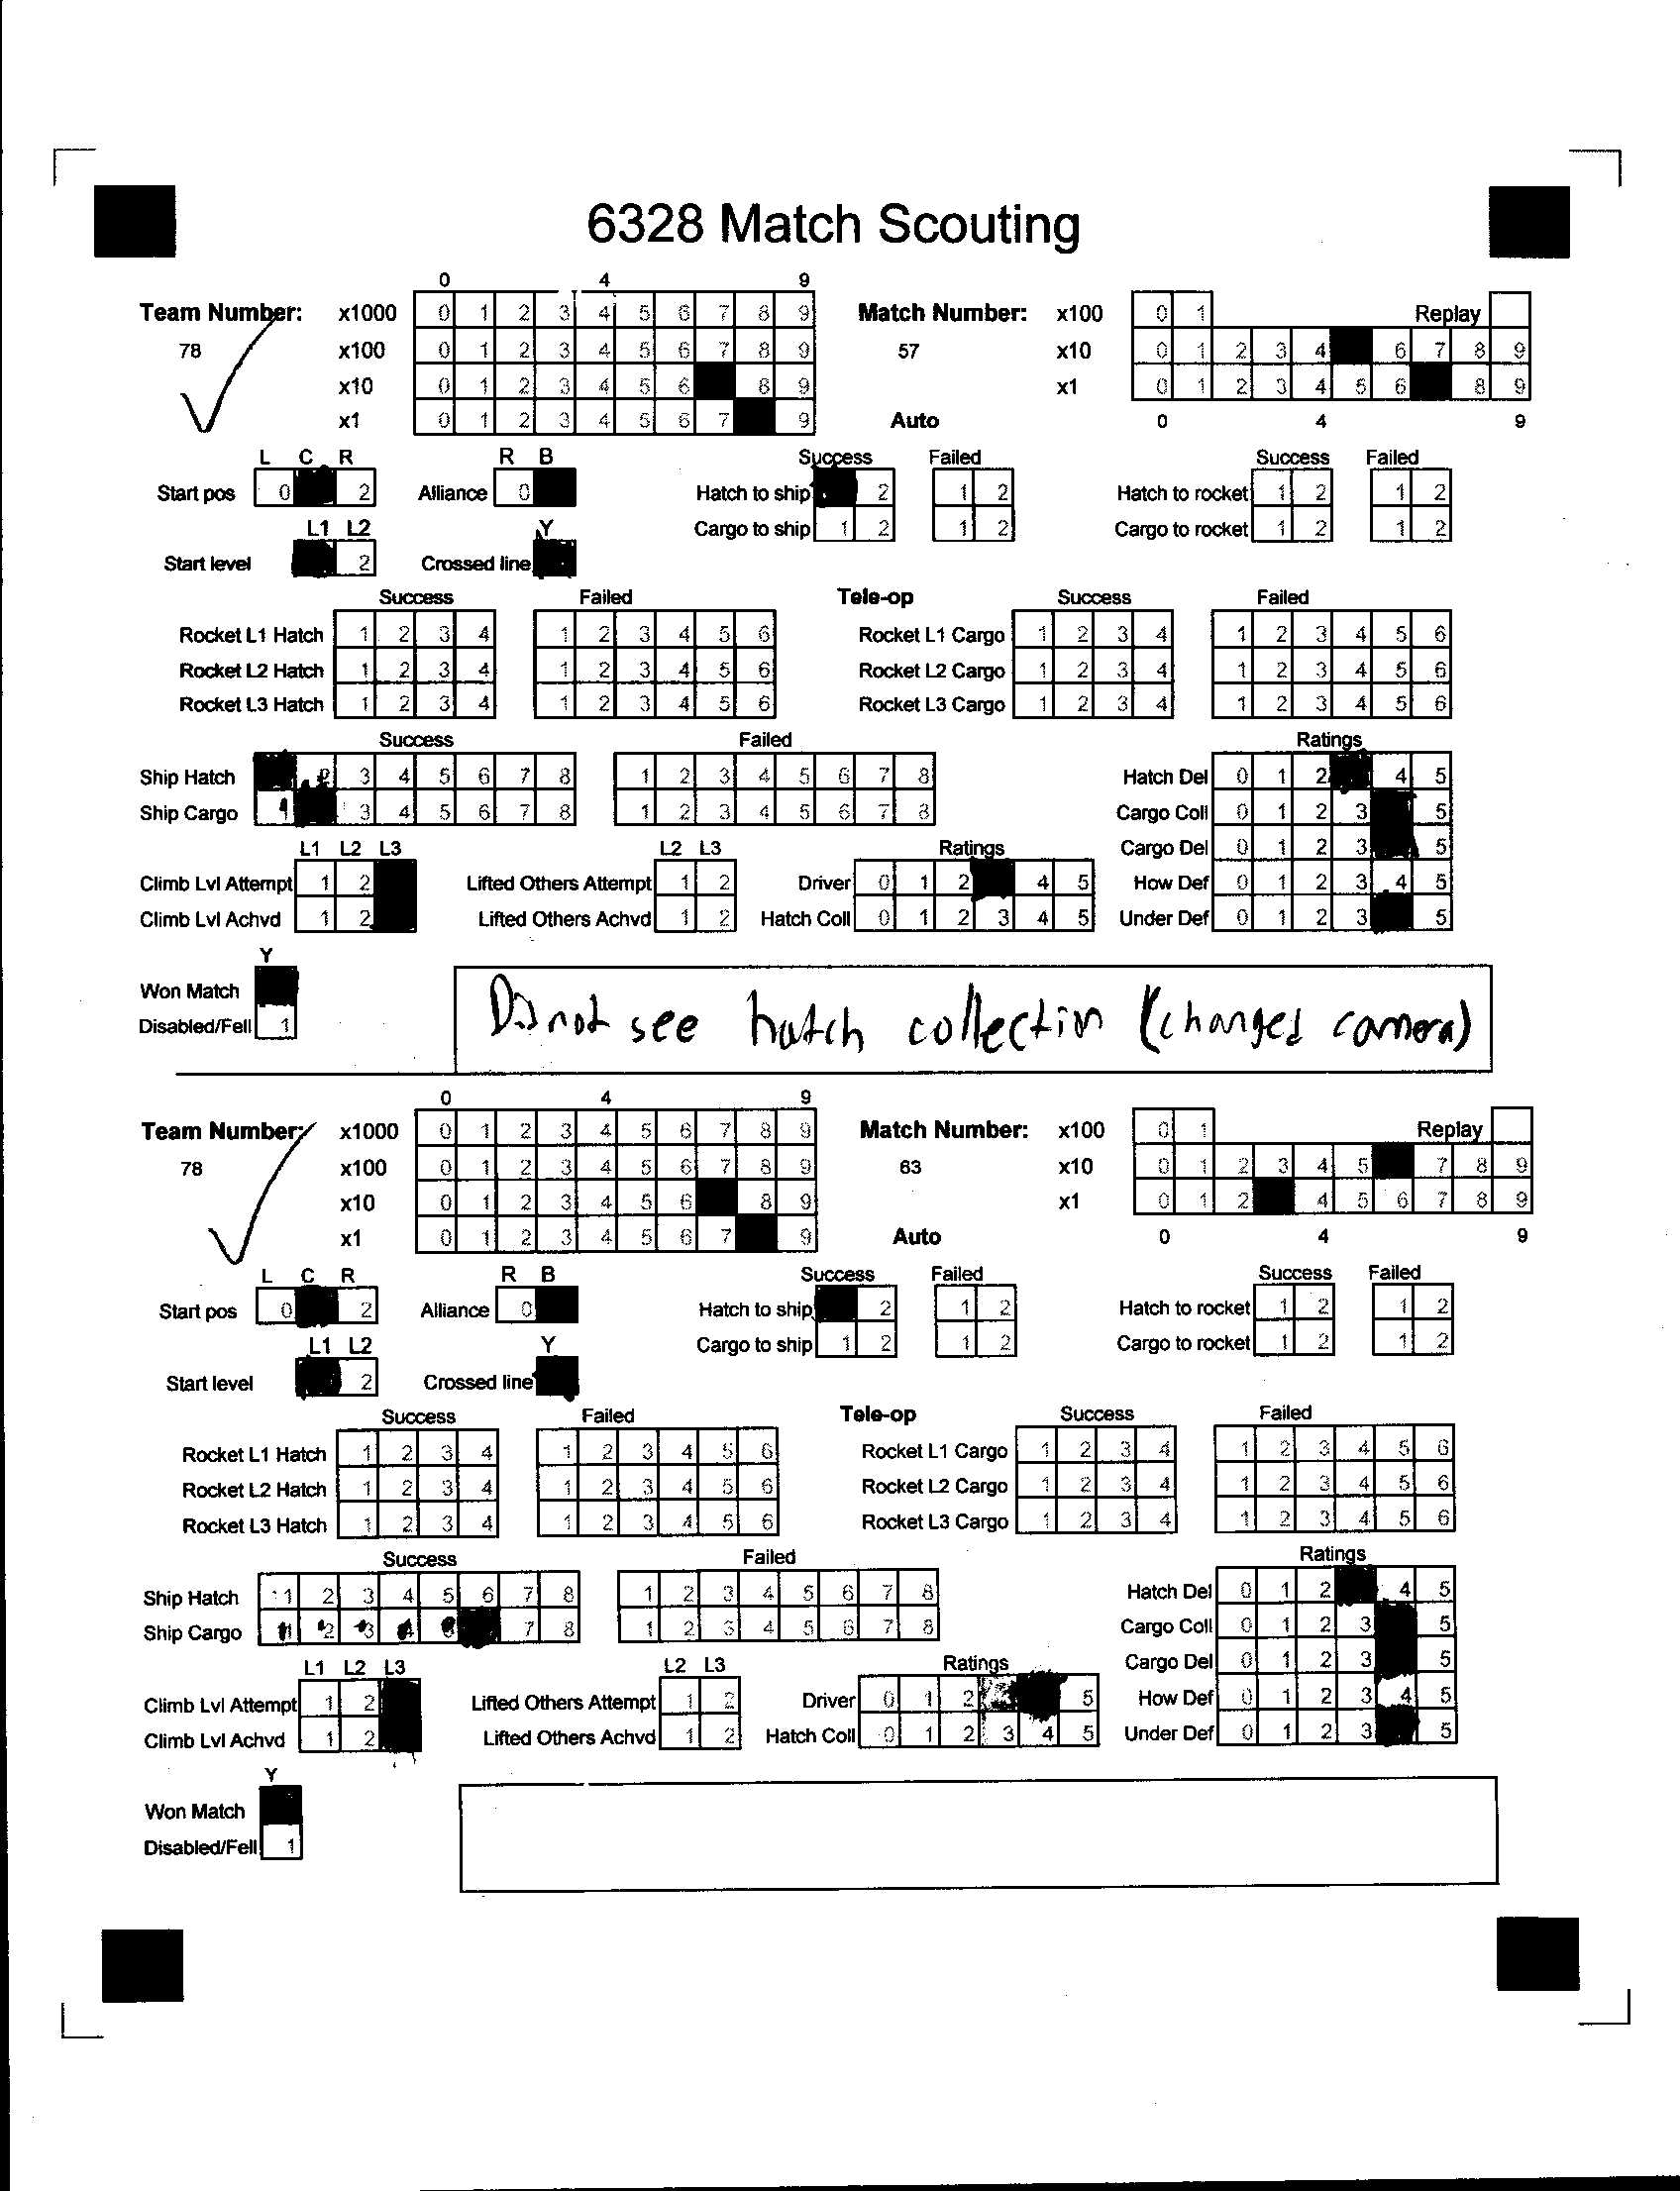 6328 Match Scouting
0 4 9
Team Number: x1000 0 1 2 3 4 5 6 7 8 9 Match Number: x100 0 1 Replay
78 x100 0 1 2 3 4 5 6 7 8 9 57 x10 0 1 2 3 4 6 7 8 9
x10 0 1 2 3 4 5 6 8 9 x1 0 1 2 3 4 5 6 8 9
x1 0 1 2 3 4 5 6 7 9 Auto 0 4 9
L C R R B Success Failed Success Failed
Start pos 0 2 Alliance 0 Hatch to ship 2 1 2 Hatch to rocket 1 2 1 2
L1 L2 Y Cargo to ship 1 2 1 2 Cargo to rocket 1 2 1 2
Start level 2 Crossed line
Success Failed Tele-op Success Failed
Rocket L1 Hatch 1 2 3 4 1 2 3 4 5 6 Rocket L1 Cargo 1 2 3 4 1 2 3 4 5 6
Rocket L2 Hatch 1 2 3 4 1 2 3 4 5 6 Rocket L2 Cargo 1 2 3 4 1 2 3 4 5 6
Rocket L3 Hatch 1 2 3 4 1 2 3 4 5 6 Rocket L3 Cargo 1 2 3 4 1 2 3 4 5 6
Success Failed Ratings
Ship Hatch 2 3 4 5 6 7 8 1 2 3 4 5 6 7 8 Hatch Del 0 1 2 4 5
Ship Cargo 1 3 4 5 6 7 8 1 2 3 4 5 6 7 8 Cargo Coll 0 1 2 3 5
L1 L2 L3 L2 L3 Ratings Cargo Del 0 1 2 3 5
Climb Lvl Attempt 1 2 Lifted Others Attempt 1 2 Driver 0 1 2 4 5 How Def 0 1 2 3 4 5
Climb Lvl Achvd 1 2 Lifted Others Achvd 1 2 Hatch Coll 0 1 2 3 4 5 Under Def 0 1 2 3 5
Y
Won Match
Disabled/Fell 1
Did not see hatch collection (changed camera)
0 4 9
Team Number: x1000 0 1 2 3 4 5 6 7 8 9 Match Number: x100 0 1 Replay
78 x100 0 1 2 3 4 5 6 7 8 9 63 x10 0 1 2 3 4 5 7 8 9
x10 0 1 2 3 4 5 6 8 9 x1 0 1 2 4 5 6 7 8 9
x1 0 1 2 3 4 5 6 7 9 Auto 0 4 9
L C R R B Success Failed Success Failed
Start pos 0 2 Alliance 0 Hatch to ship 2 1 2 Hatch to rocket 1 2 1 2
L1 L2 Y Cargo to ship 1 2 1 2 Cargo to rocket 1 2 1 2
Start level 2 Crossed line
Success Failed Tele-op Success Failed
Rocket L1 Hatch 1 2 3 4 1 2 3 4 5 6 Rocket L1 Cargo 1 2 3 4 1 2 3 4 5 6
Rocket L2 Hatch 1 2 3 4 1 2 3 4 5 6 Rocket L2 Cargo 1 2 3 4 1 2 3 4 5 6
Rocket L3 Hatch 1 2 3 4 1 2 3 4 5 6 Rocket L3 Cargo 1 2 3 4 1 2 3 4 5 6
Success Failed Ratings
Ship Hatch 1 2 3 4 5 6 7 8 1 2 3 4 5 6 7 8 Hatch Del 0 1 2 4 5
Ship Cargo 1 2 3 4 5 7 8 1 2 3 4 5 6 7 8 Cargo Coll 0 1 2 3 5
L1 L2 L3 L2 L3 Ratings Cargo Del 0 1 2 3 5
Climb Lvl Attempt 1 2 Lifted Others Attempt 1 2 Driver 0 1 2 5 How Def 0 1 2 3 4 5
Climb Lvl Achvd 1 2 Lifted Others Achvd 1 2 Hatch Coll 0 1 2 3 4 5 Under Def 0 1 2 3 5
Y
Won Match
Disabled/Fell 1